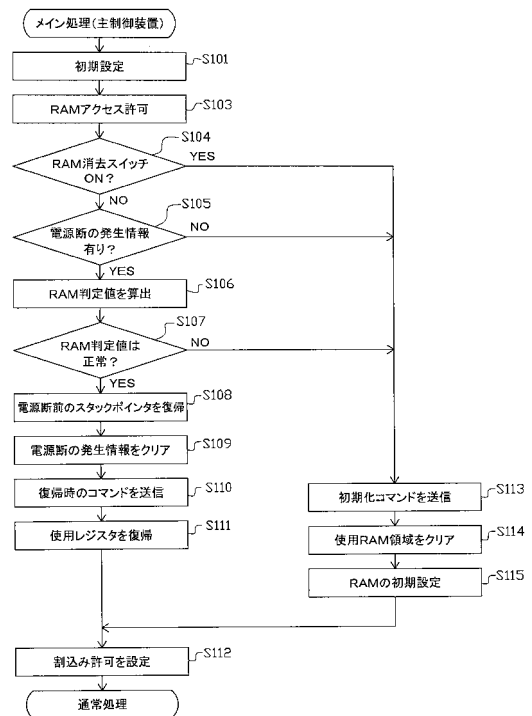 メイン処理(主制御装置)
初期設定
S101
RAMアクセス許可
S103
S104
RAM消去スイッチ
ON?
YES
NO
S105
電源断の発生情報
有り?
NO
YES
RAM判定値を算出
S106
S107
RAM判定値は
正常?
NO
YES
電源断前のスタックポインタを復帰
S108
電源断の発生情報をクリア
S109
復帰時のコマンドを送信
S110
使用レジスタを復帰
S111
初期化コマンドを送信
S113
使用RAM領域をクリア
S114
RAMの初期設定
S115
割込み許可を設定
S112
通常処理